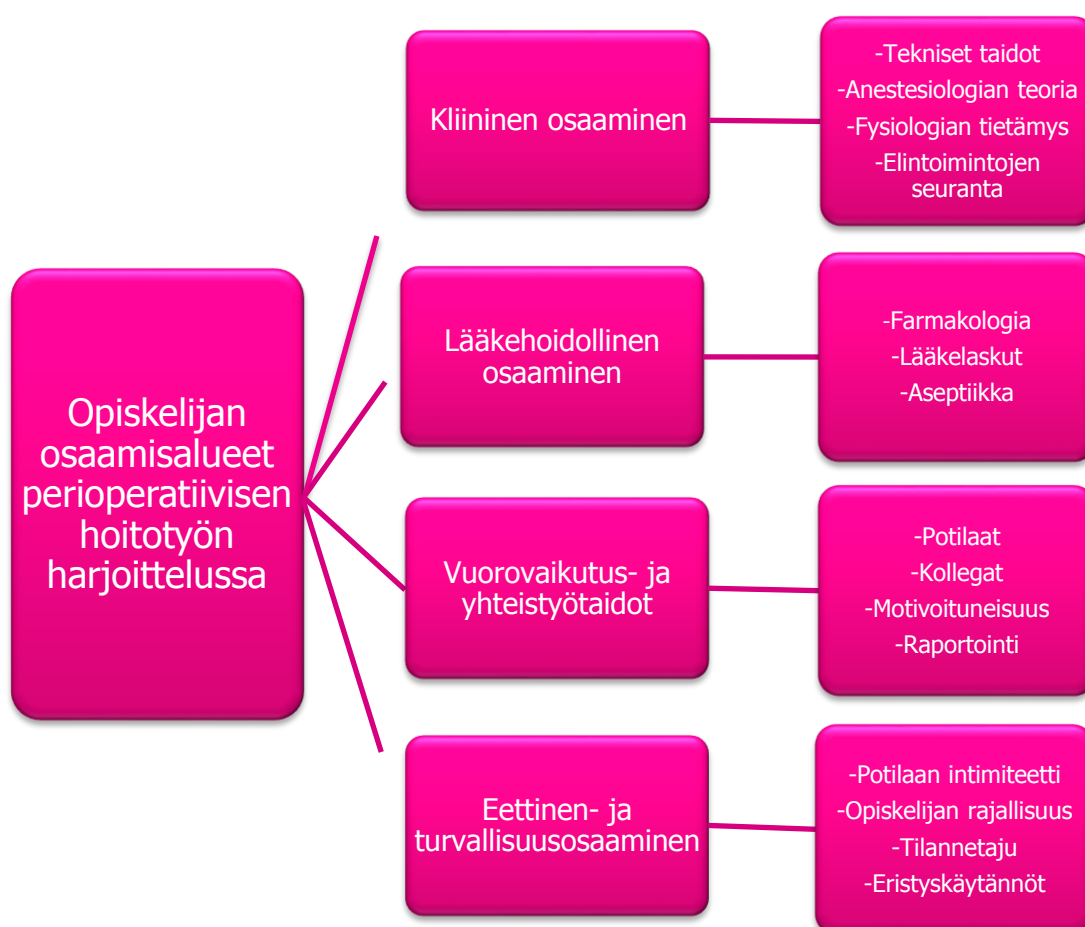 Opiskelijan
osaamisalueet
perioperatiivisen
hoitotyön
harjoittelussa
Kliininen osaaminen
-Tekniset taidot
-Anestesiologian teoria
-Fysiologian tietämys
-Elintoimintojen
seuranta
Lääkehoidollinen
osaaminen
-Farmakologia
-Lääkelaskut
-Aseptiikka
Vuorovaikutus- ja
yhteistyötaidot
-Potilaat
-Kollegat
-Motivoituneisuus
-Raportointi
Eettinen- ja
turvallisuusosaaminen
-Potilaan intimiteetti
-Opiskelijan rajallisuus
-Tilannetaju
-Eristyskäytännöt